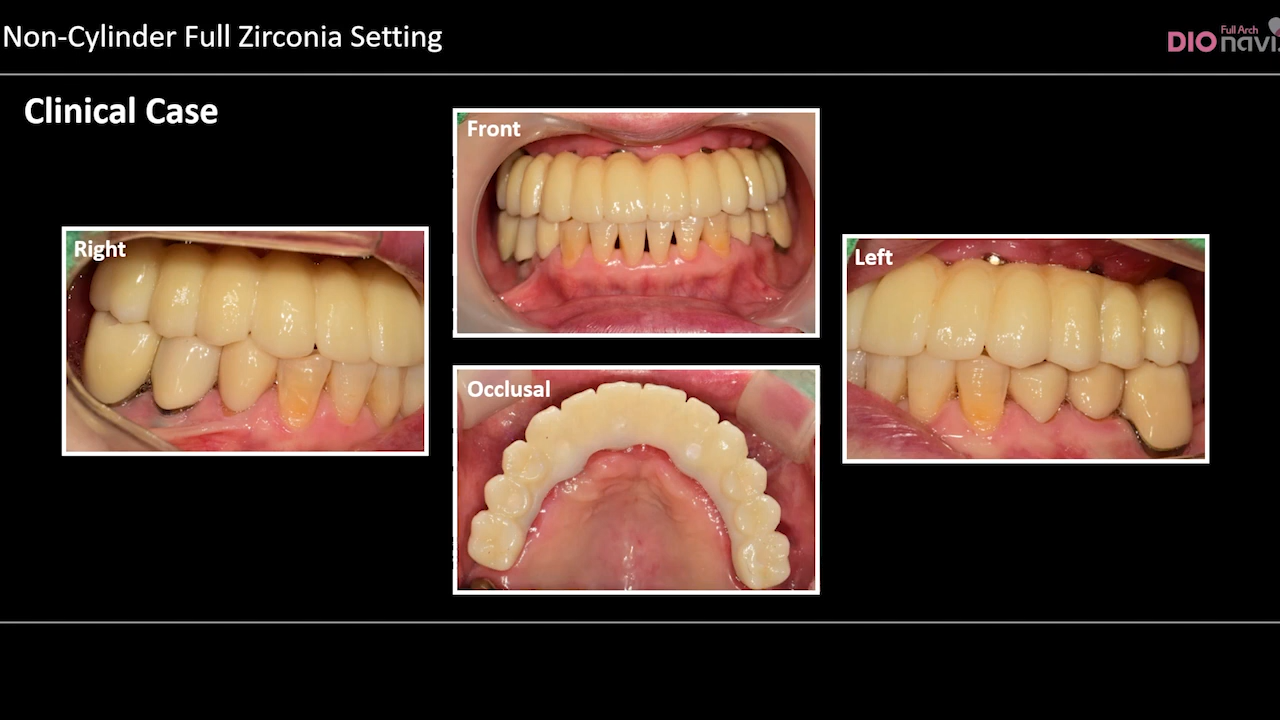 Non-Cylinder Full Zirconia Setting
Full Arch
DIO navi.
Clinical Case
Front
Right
Left
Occlusal